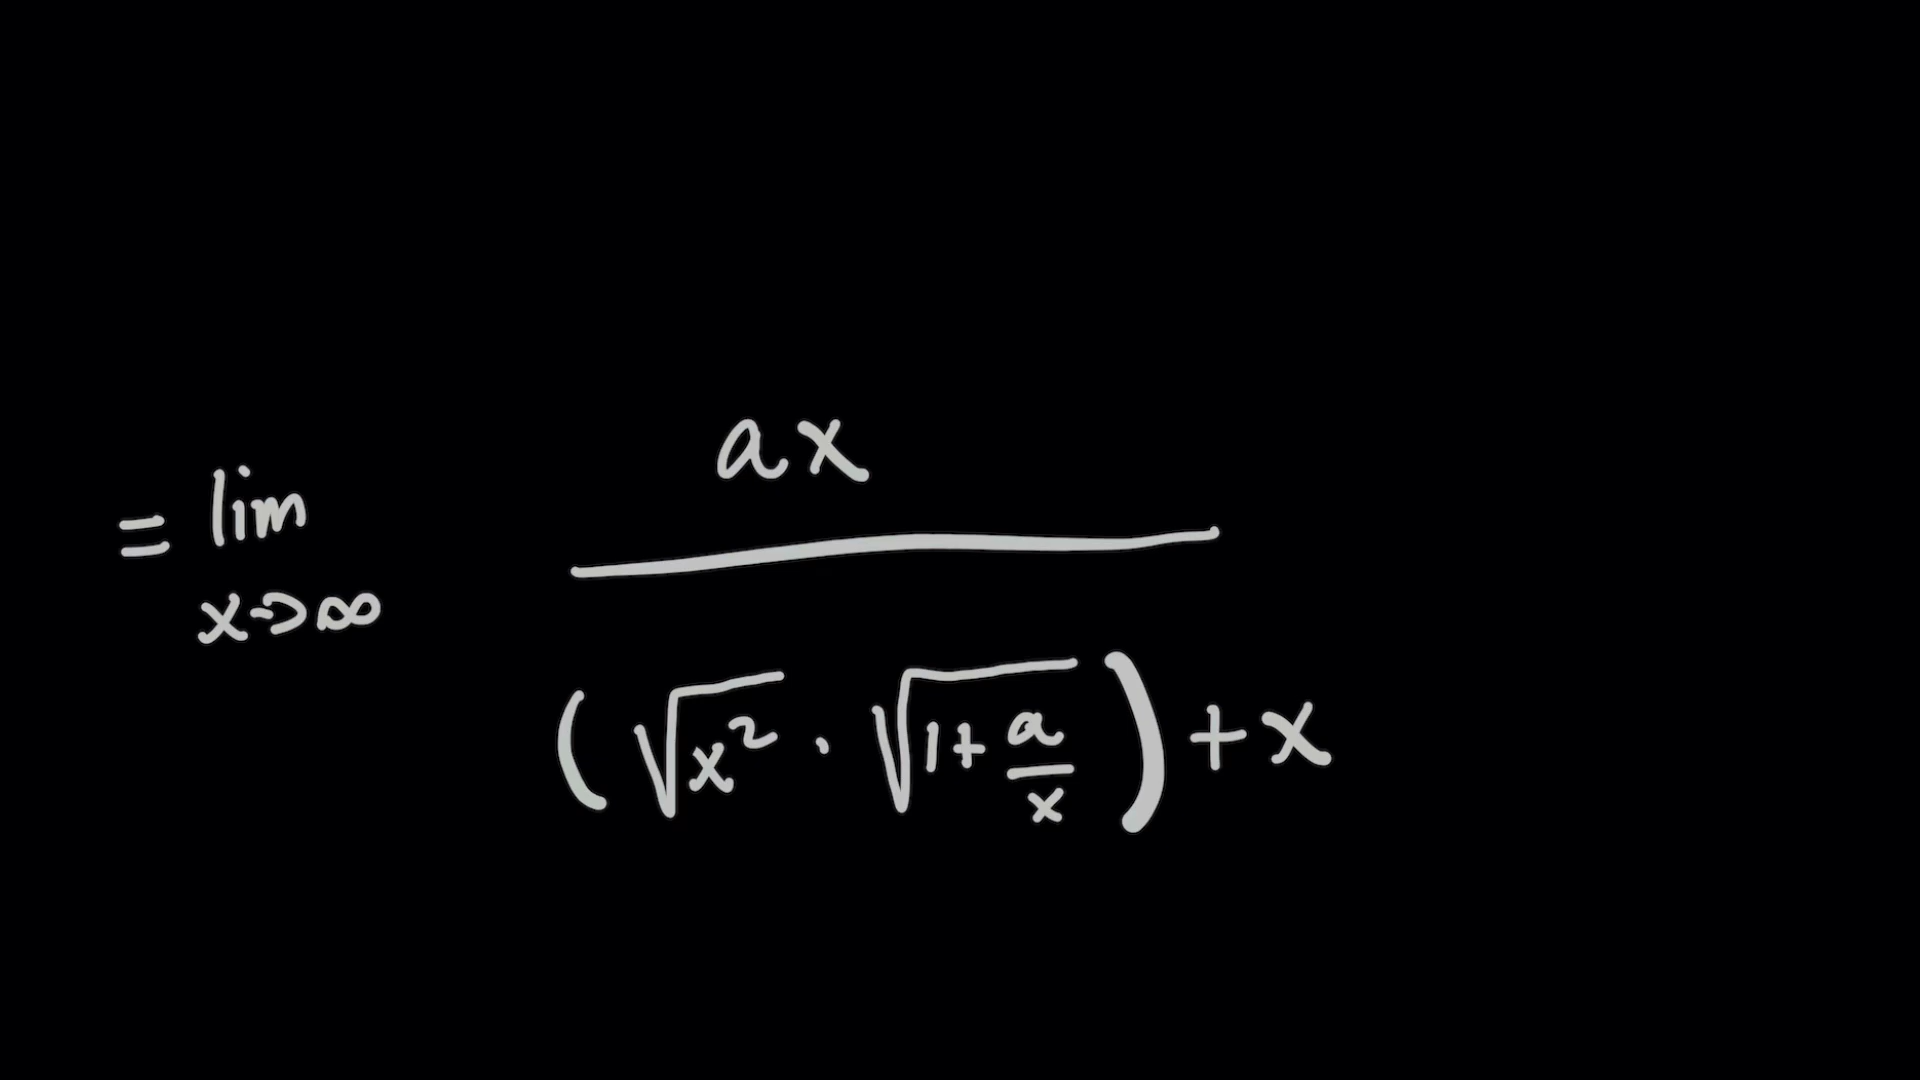 = lim x→∞ ax
(√x² · √1+a/x) + x